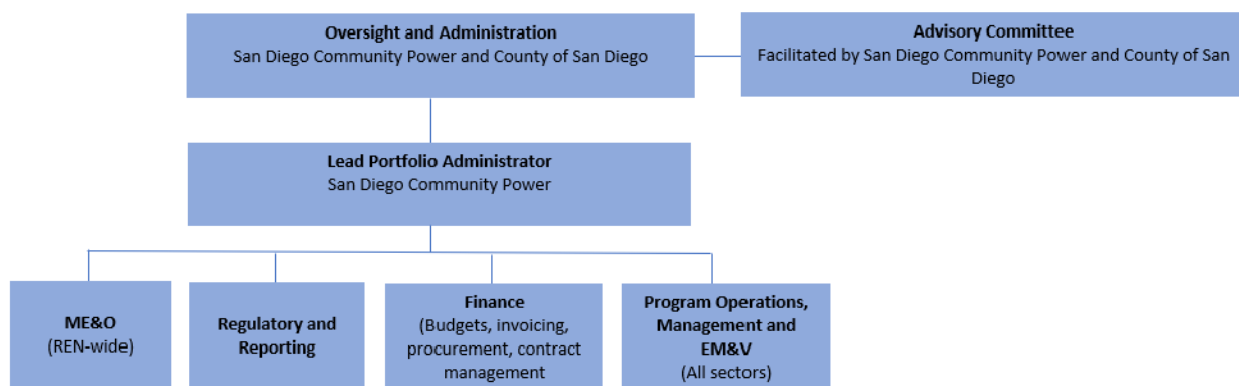 Oversight and Administration
San Diego Community Power and County of San Diego
Advisory Committee
Facilitated by San Diego Community Power and County of San
Diego
Lead Portfolio Administrator
San Diego Community Power
ME&O
(REN-wide)
Regulatory and
Reporting
Finance
(Budgets, invoicing,
procurement, contract
management
Program Operations,
Management and
EM&V
(All sectors)